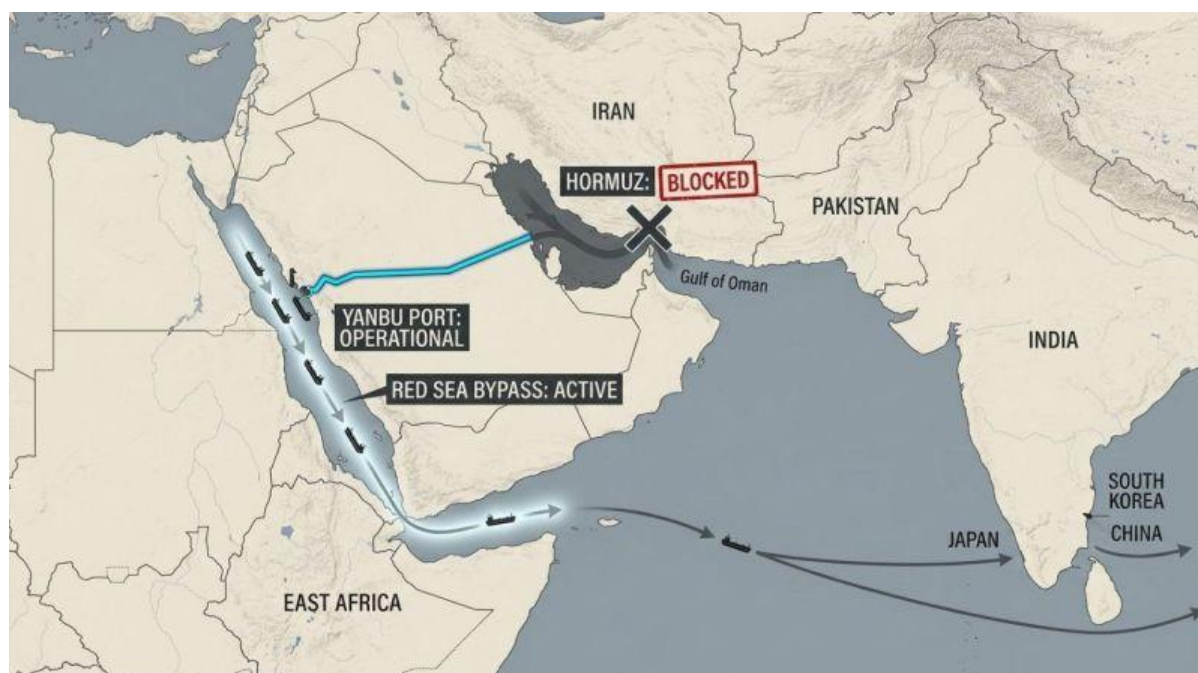 IRAN
HORMUZ: BLOCKED
PAKISTAN
Gulf of Oman
YANBU PORT:
OPERATIONAL
INDIA
RED SEA BYPASS: ACTIVE
SOUTH
KOREA
CHINA
JAPAN
EAST AFRICA